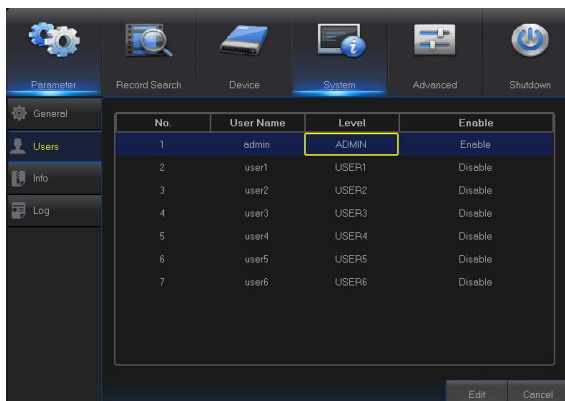 Parameter Record Search Device System Advanced Shutdown
General
Users
Info
Log
No. User Name Level Enable
1 admin ADMIN Enable
2 user1 USER1 Disable
3 user2 USER2 Disable
4 user3 USER3 Disable
5 user4 USER4 Disable
6 user5 USER5 Disable
7 user6 USER6 Disable
Edit Cancel